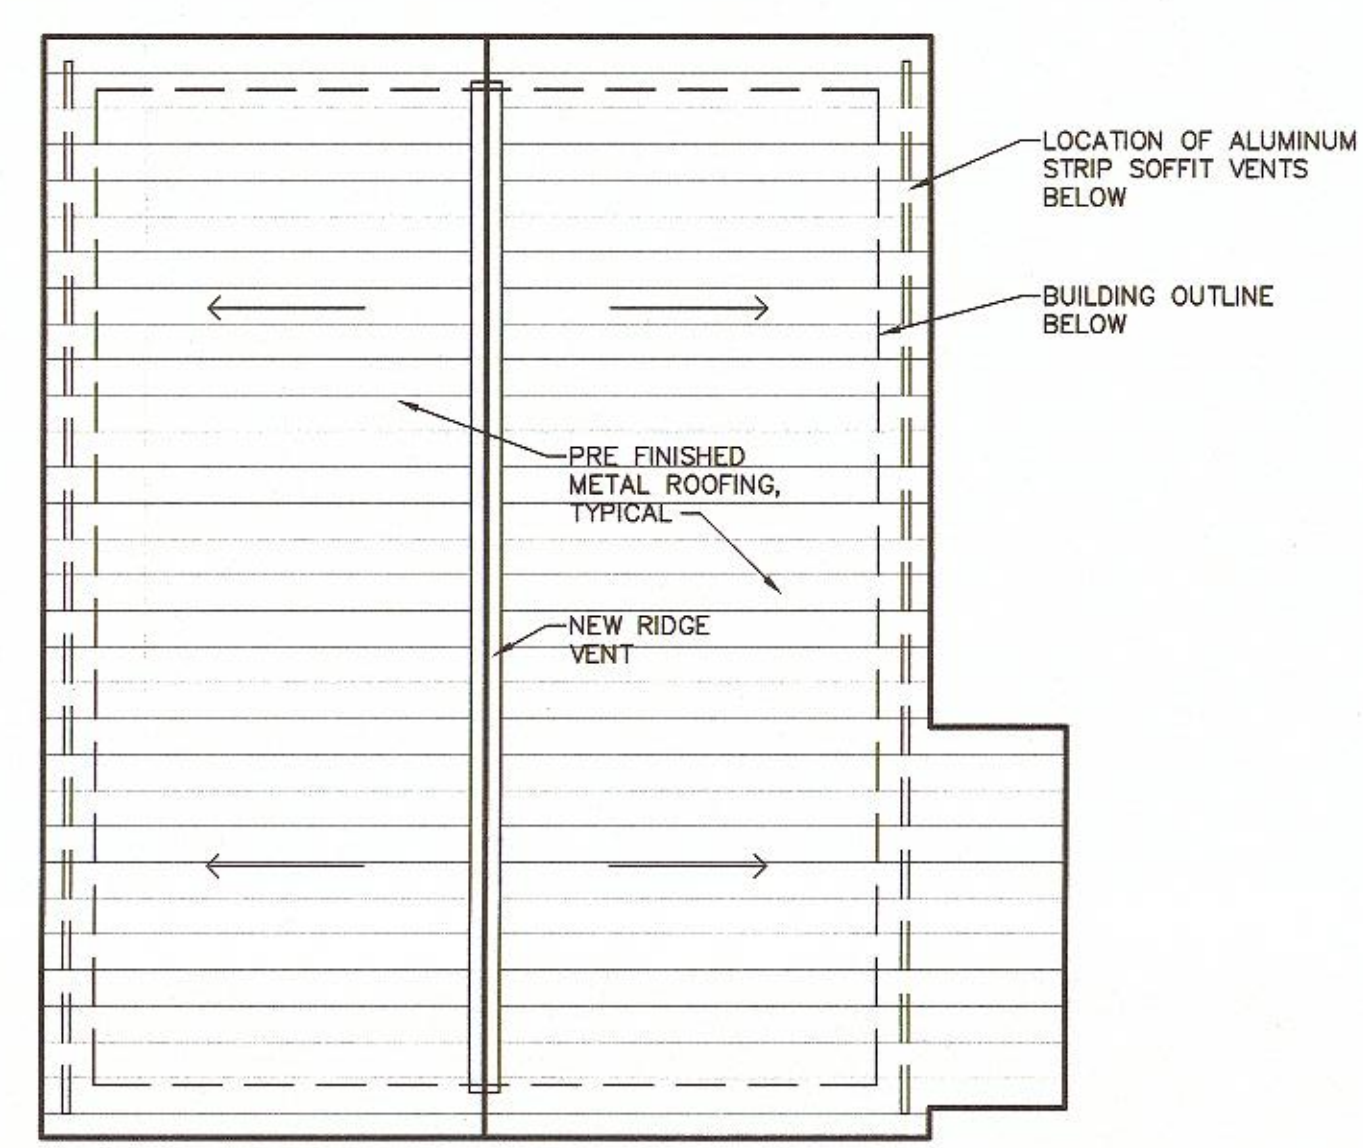 LOCATION OF ALUMINUM
STRIP SOFFIT VENTS
BELOW
BUILDING OUTLINE
BELOW
PRE FINISHED
METAL ROOFING,
TYPICAL
NEW RIDGE
VENT